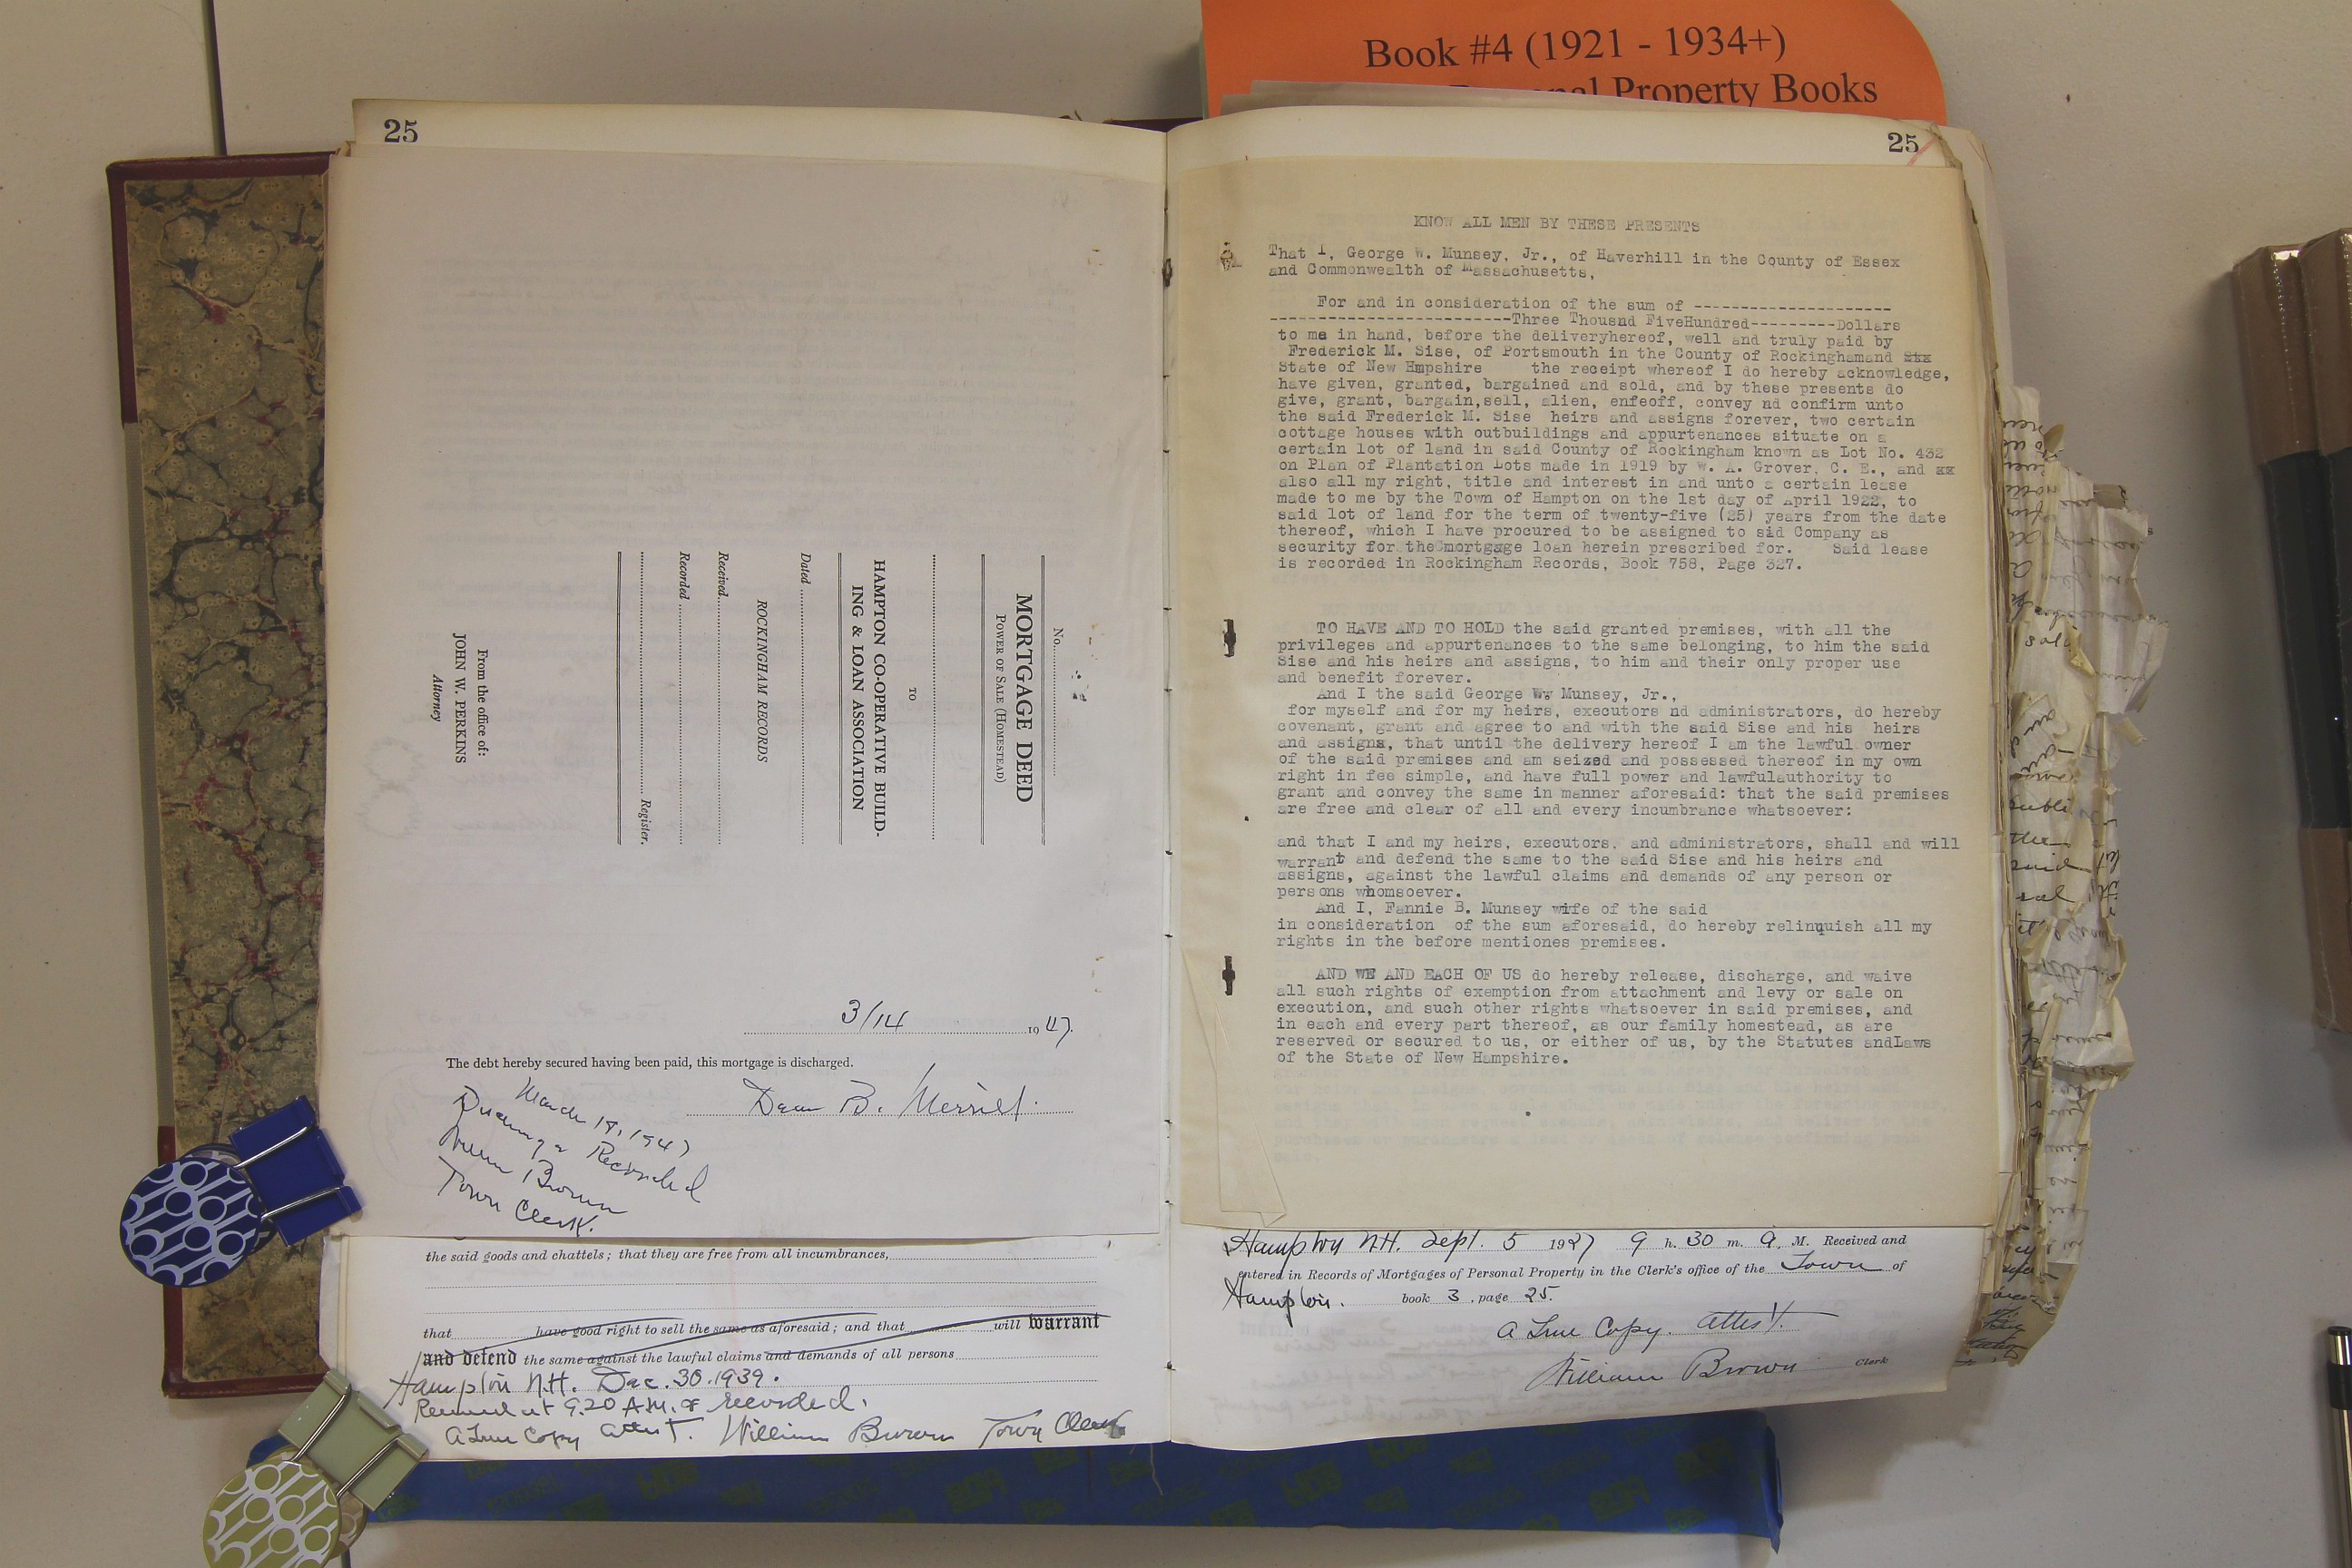 Book #4 (1921 - 1934+)
Personal Property Books
25
No.
MORTGAGE DEED
POWER OF SALE (HOMESTEAD)
TO
HAMPTON CO-OPERATIVE BUILD-
ING & LOAN ASSOCIATION
Dated
ROCKINGHAM RECORDS
Received
Recorded
Register.
From the office of:
JOHN W. PERKINS
Attorney
3/14 1947.
The debt hereby secured having been paid, this mortgage is discharged.
Dean B. Merrill.
March 19, 1947
Recorded
Brown
Town Clerk.
the said goods and chattels; that they are free from all incumbrances,
that have good right to sell the same as aforesaid; and that will warrant
and defend the same against the lawful claims and demands of all persons
Hampton N.H. Dec. 30. 1939.
Received at 9.20 A.M. & recorded.
A True Copy Attest. William Brown Town Clerk
25
KNOW ALL MEN BY THESE PRESENTS
That I, George W. Munsey, Jr., of Haverhill in the County of Essex
and Commonwealth of Massachusetts,
For and in consideration of the sum of -------------------------
-------------------------------Three Thousnd FiveHundred---------Dollars
to me in hand, before the deliveryhereof, well and truly paid by
Frederick M. Sise, of Portsmouth in the County of Rockinghamand Stx
State of New Hmpshire the receipt whereof I do hereby acknowledge,
have given, granted, bargained and sold, and by these presents do
give, grant, bargain,sell, alien, enfeoff, convey nd confirm unto
the said Frederick M. Sise heirs and assigns forever, two certain
cottage houses with outbuildings and appurtenances situate on a
certain lot of land in said County of Rockingham known as Lot No. 432
on Plan of Plantation Lots made in 1919 by W. A. Grover, C. E., and xx
also all my right, title and interest in and unto a certain lease
made to me by the Town of Hampton on the 1st day of April 1922, to
said lot of land for the term of twenty-five (25) years from the date
thereof, which I have procured to be assigned to sid Company as
security for the mortgage loan herein prescribed for. Said lease
is recorded in Rockingham Records, Book 758, Page 327.
TO HAVE AND TO HOLD the said granted premises, with all the
privileges and appurtenances to the same belonging, to him the said
Sise and his heirs and assigns, to him and their only proper use
and benefit forever.
And I the said George W. Munsey, Jr.,
for myself and for my heirs, executors nd administrators, do hereby
covenant, grant and agree to and with the said Sise and his heirs
and assigns, that until the delivery hereof I am the lawful owner
of the said premises and am seized and possessed thereof in my own
right in fee simple, and have full power and lawfulauthority to
grant and convey the same in manner aforesaid: that the said premises
are free and clear of all and every incumbrance whatsoever:
and that I and my heirs, executors, and administrators, shall and will
warrant and defend the same to the said Sise and his heirs and
assigns, against the lawful claims and demands of any person or
persons whomsoever.
And I, Fannie B. Munsey wife of the said
in consideration of the sum aforesaid, do hereby relinquish all my
rights in the before mentiones premises.
AND WE AND EACH OF US do hereby release, discharge, and waive
all such rights of exemption from attachment and levy or sale on
execution, and such other rights whatsoever in said premises, and
in each and every part thereof, as our family homestead, as are
reserved or secured to us, or either of us, by the Statutes andLaws
of the State of New Hampshire.
Hampton N.H. Sept. 5 1927 9 h. 30 m. A. M. Received and
entered in Records of Mortgages of Personal Property in the Clerk's office of the Town of
Hampton. book 3, page 25.
A True Copy. Attest.
William Brown Clerk